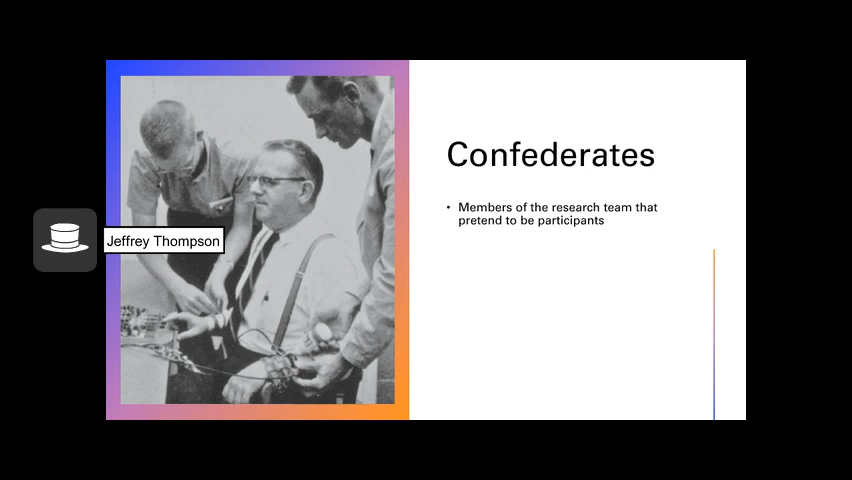 Confederates
• Members of the research team that
pretend to be participants
Jeffrey Thompson